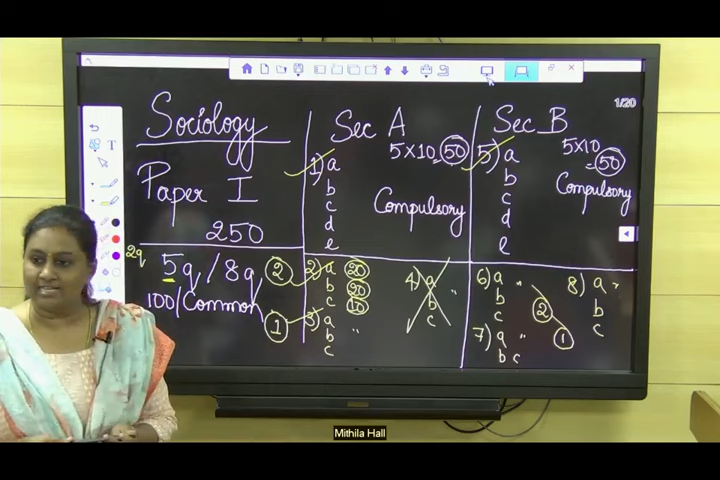 1/20
Sociology
Paper I
250
2q
5q/8q
100/Common
2
1
Sec A
5×10=50
1) a
b
c
d
e
Compulsory
2) a 20
b 20
c 10
3) a "
b
c
4) a "
b
c
Sec B
5×10
=50
5) a
b
c
d
e
Compulsory
6) a "
b
c
7) a "
b c
2
1
8) a "
b
c
T
Mithila Hall